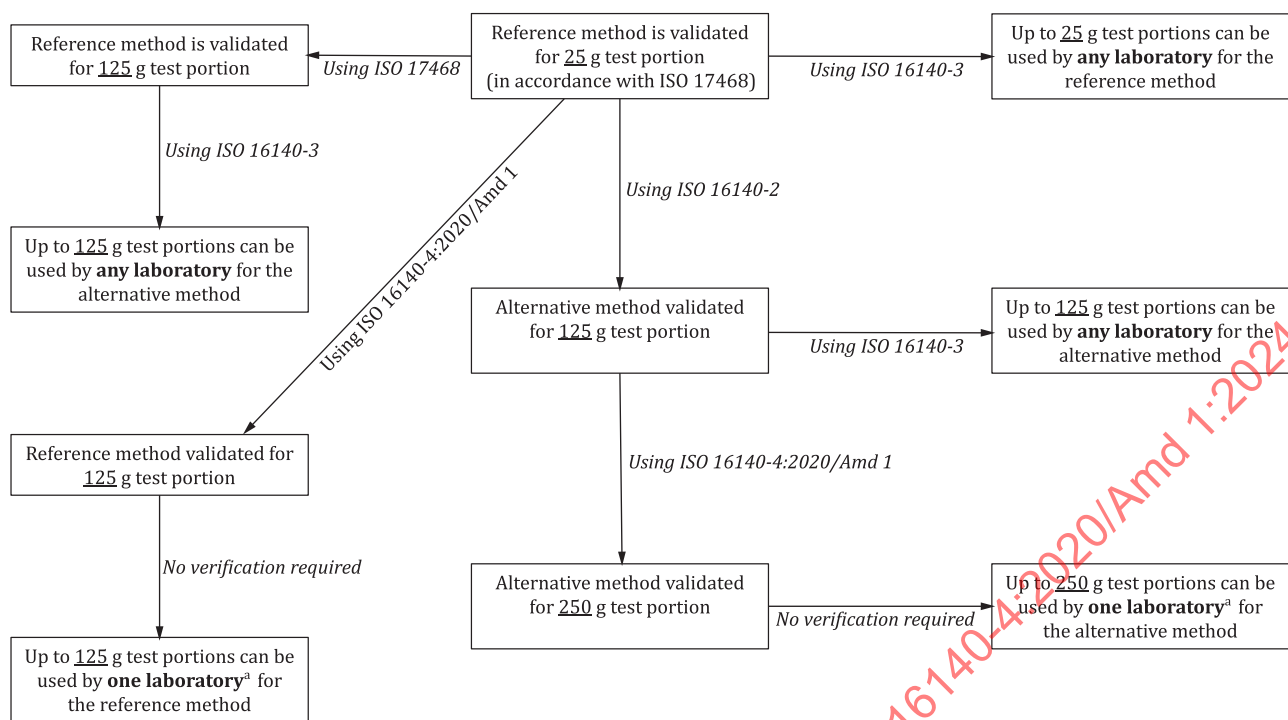 Reference method is validated
for 125 g test portion
Using ISO 17468
Reference method is validated
for 25 g test portion
(in accordance with ISO 17468)
Using ISO 16140-3
Up to 25 g test portions can be
used by any laboratory for the
reference method
Using ISO 16140-3
Using ISO 16140-4:2020/Amd 1
Using ISO 16140-2
Up to 125 g test portions can be
used by any laboratory for the
alternative method
Alternative method validated
for 125 g test portion
Using ISO 16140-3
Up to 125 g test portions can be
used by any laboratory for the
alternative method
Reference method validated for
125 g test portion
Using ISO 16140-4:2020/Amd 1
No verification required
Alternative method validated
for 250 g test portion
No verification required
Up to 250 g test portions can be
used by one laboratoryᵃ for
the alternative method
Up to 125 g test portions can be
used by one laboratoryᵃ for
the reference method
16140-4:2020/Amd 1:2024